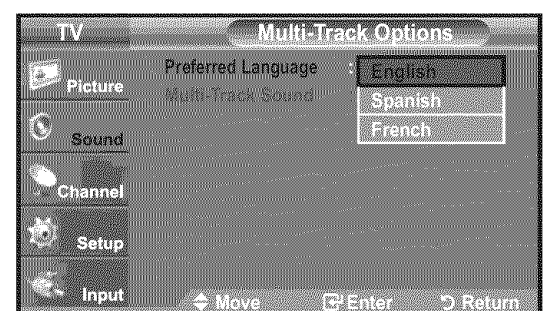 TV
Multi-Track Options
Picture
Sound
Channel
Setup
Input
Preferred Language : English
Multi-Track Sound
Spanish
French
Move Enter Return